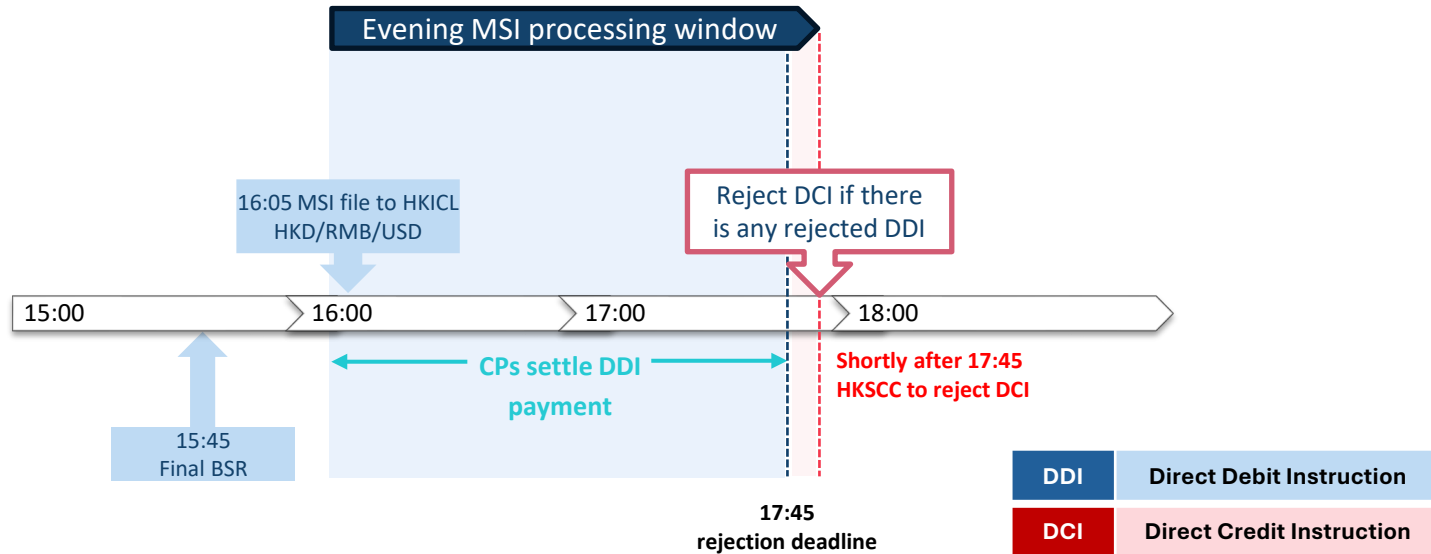 Evening MSI processing window
16:05 MSI file to HKICL
HKD/RMB/USD
Reject DCI if there
is any rejected DDI
15:00
16:00
17:00
18:00
CPs settle DDI
payment
Shortly after 17:45
HKSCC to reject DCI
15:45
Final BSR
17:45
rejection deadline
DDI Direct Debit Instruction
DCI Direct Credit Instruction